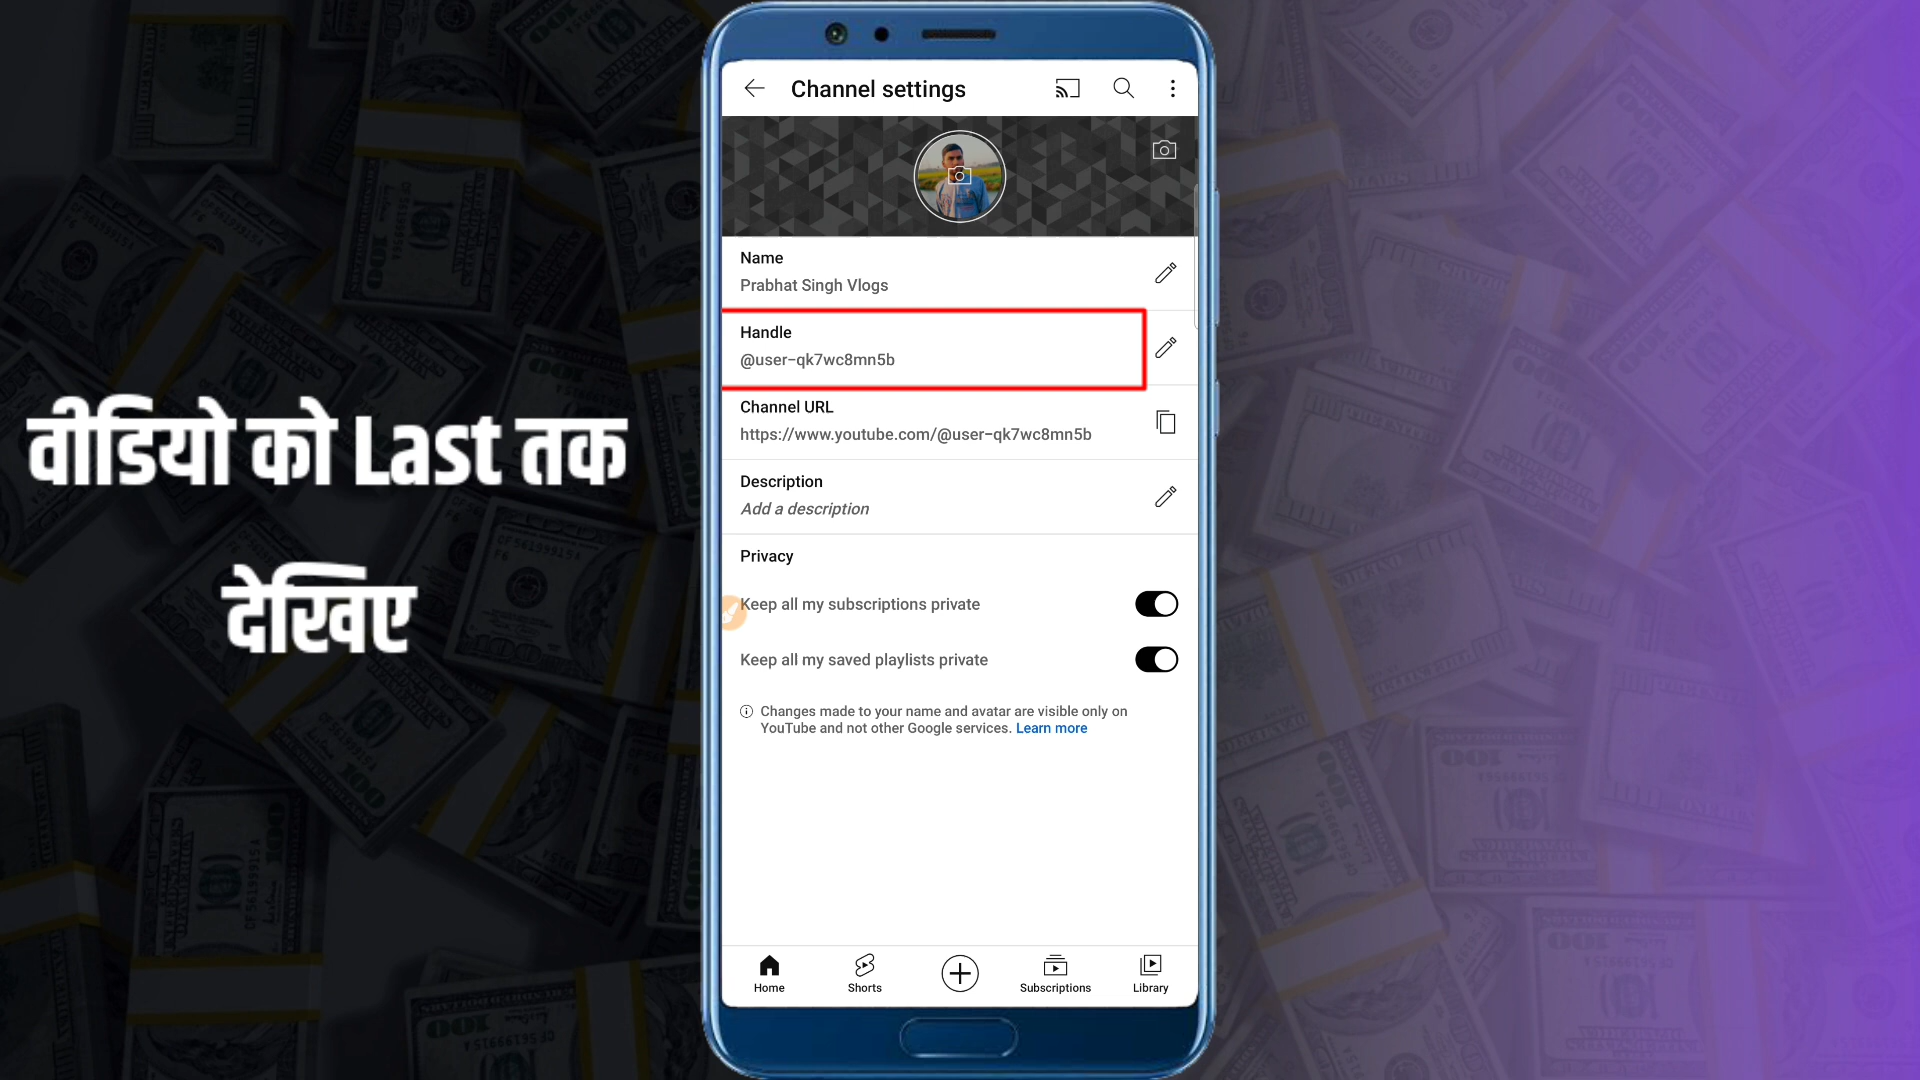 Channel settings
Name
Prabhat Singh Vlogs
Handle
@user-qk7wc8mn5b
Channel URL
https://www.youtube.com/@user-qk7wc8mn5b
Description
Add a description
Privacy
Keep all my subscriptions private
Keep all my saved playlists private
Changes made to your name and avatar are visible only on
YouTube and not other Google services. Learn more
Home
Shorts
Subscriptions
Library
वीडियो को Last तक
देखिए